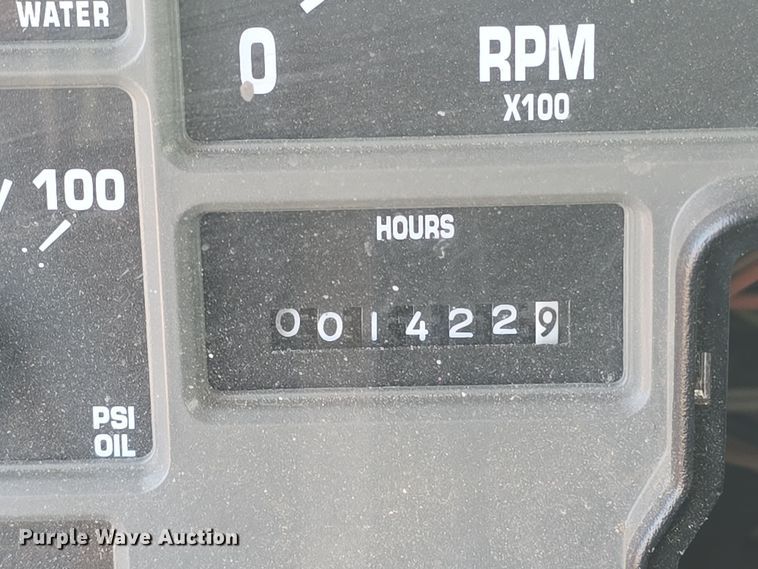 WATER
0
RPM
X100
100
HOURS
0014229
PSI
OIL
Purple Wave Auction